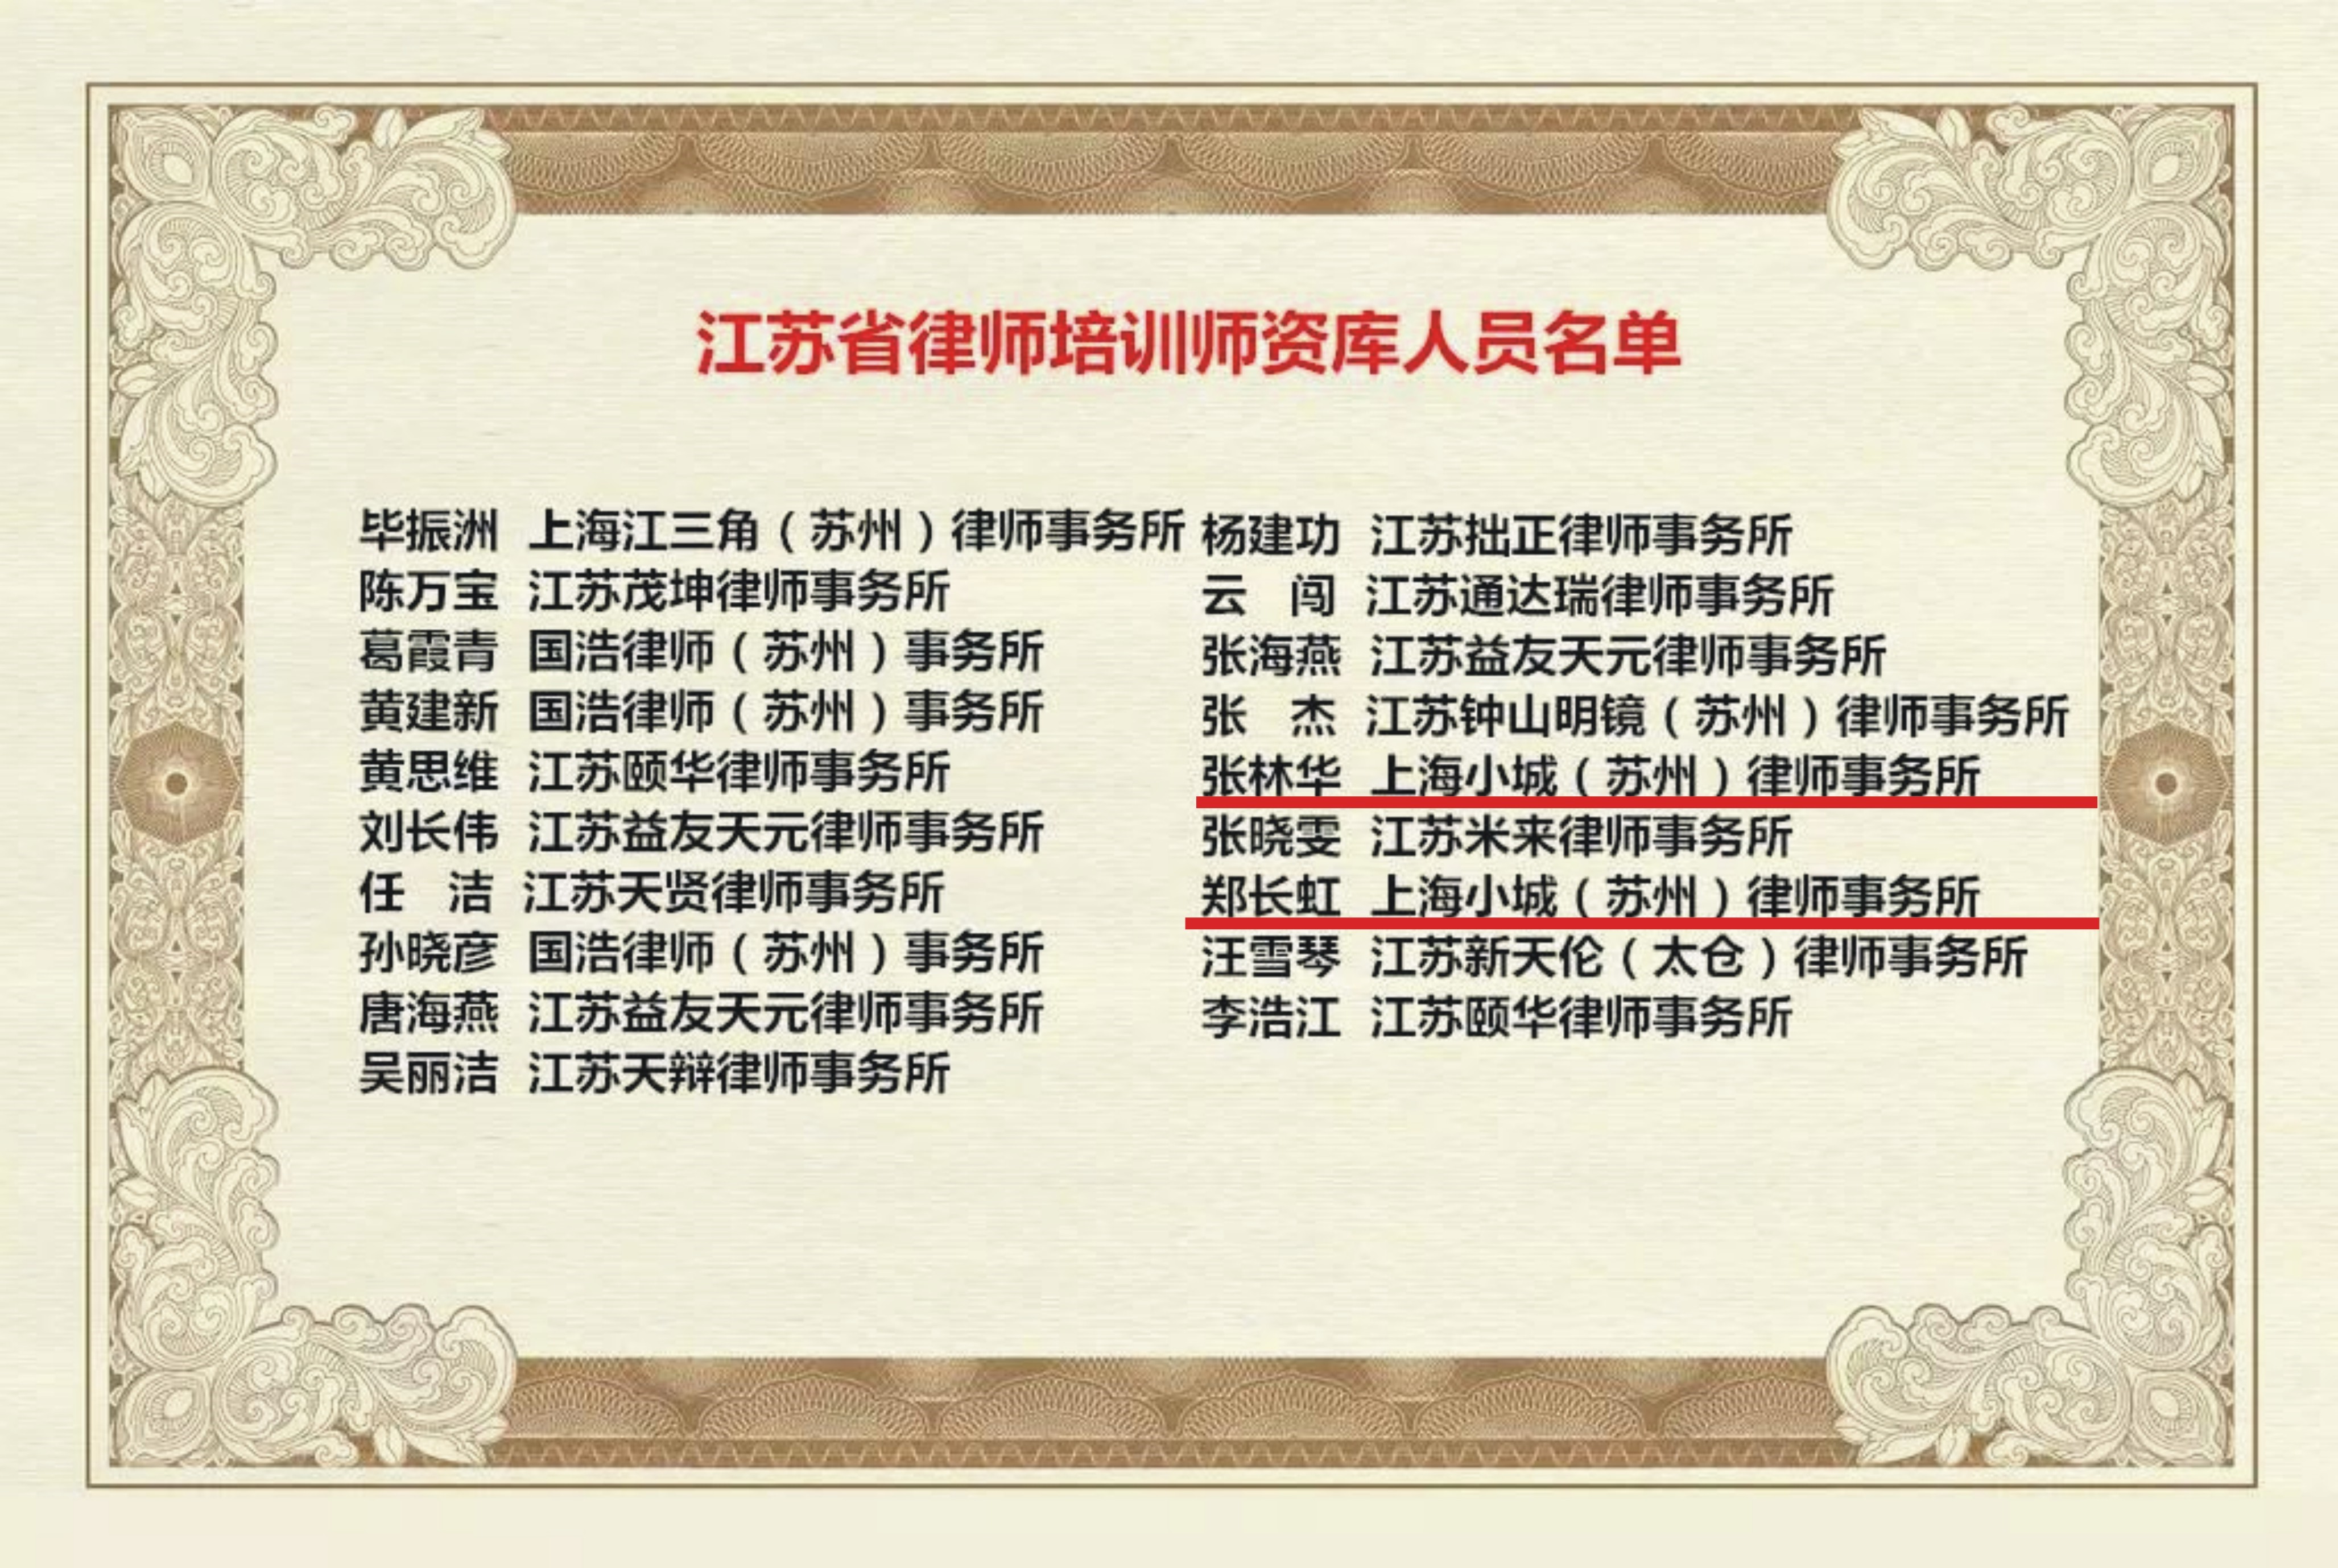 江苏省律师培训师资库人员名单
毕振洲 上海江三角（苏州）律师事务所
陈万宝 江苏茂坤律师事务所
葛霞青 国浩律师（苏州）事务所
黄建新 国浩律师（苏州）事务所
黄思维 江苏颐华律师事务所
刘长伟 江苏益友天元律师事务所
任 洁 江苏天贤律师事务所
孙晓彦 国浩律师（苏州）事务所
唐海燕 江苏益友天元律师事务所
吴丽洁 江苏天辩律师事务所
杨建功 江苏拙正律师事务所
云 闯 江苏通达瑞律师事务所
张海燕 江苏益友天元律师事务所
张 杰 江苏钟山明镜（苏州）律师事务所
张林华 上海小城（苏州）律师事务所
张晓雯 江苏米来律师事务所
郑长虹 上海小城（苏州）律师事务所
汪雪琴 江苏新天伦（太仓）律师事务所
李浩江 江苏颐华律师事务所